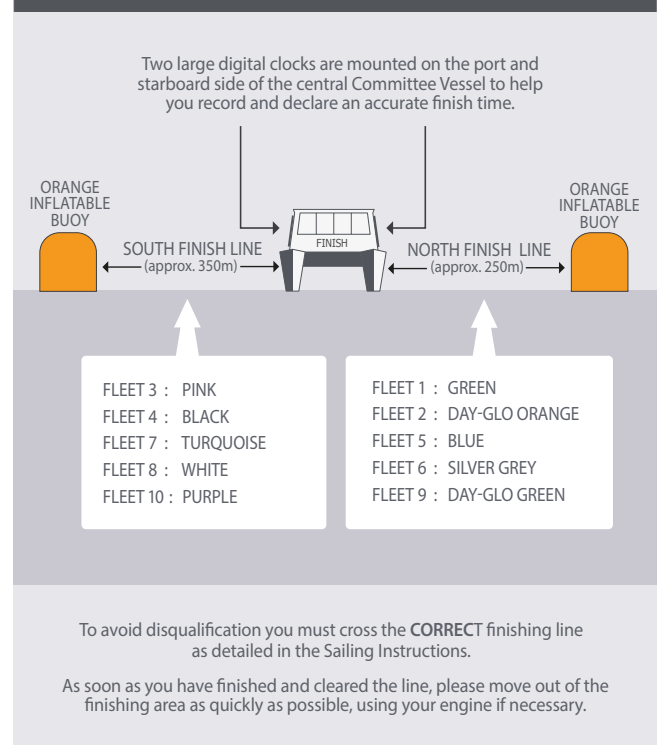 Two large digital clocks are mounted on the port and
starboard side of the central Committee Vessel to help
you record and declare an accurate finish time.
ORANGE
INFLATABLE
BUOY
SOUTH FINISH LINE
(approx. 350m)
FINISH
NORTH FINISH LINE
(approx. 250m)
ORANGE
INFLATABLE
BUOY
FLEET 3 : PINK
FLEET 4 : BLACK
FLEET 7 : TURQUOISE
FLEET 8 : WHITE
FLEET 10 : PURPLE
FLEET 1 : GREEN
FLEET 2 : DAY-GLO ORANGE
FLEET 5 : BLUE
FLEET 6 : SILVER GREY
FLEET 9 : DAY-GLO GREEN
To avoid disqualification you must cross the CORRECT finishing line
as detailed in the Sailing Instructions.
As soon as you have finished and cleared the line, please move out of the
finishing area as quickly as possible, using your engine if necessary.